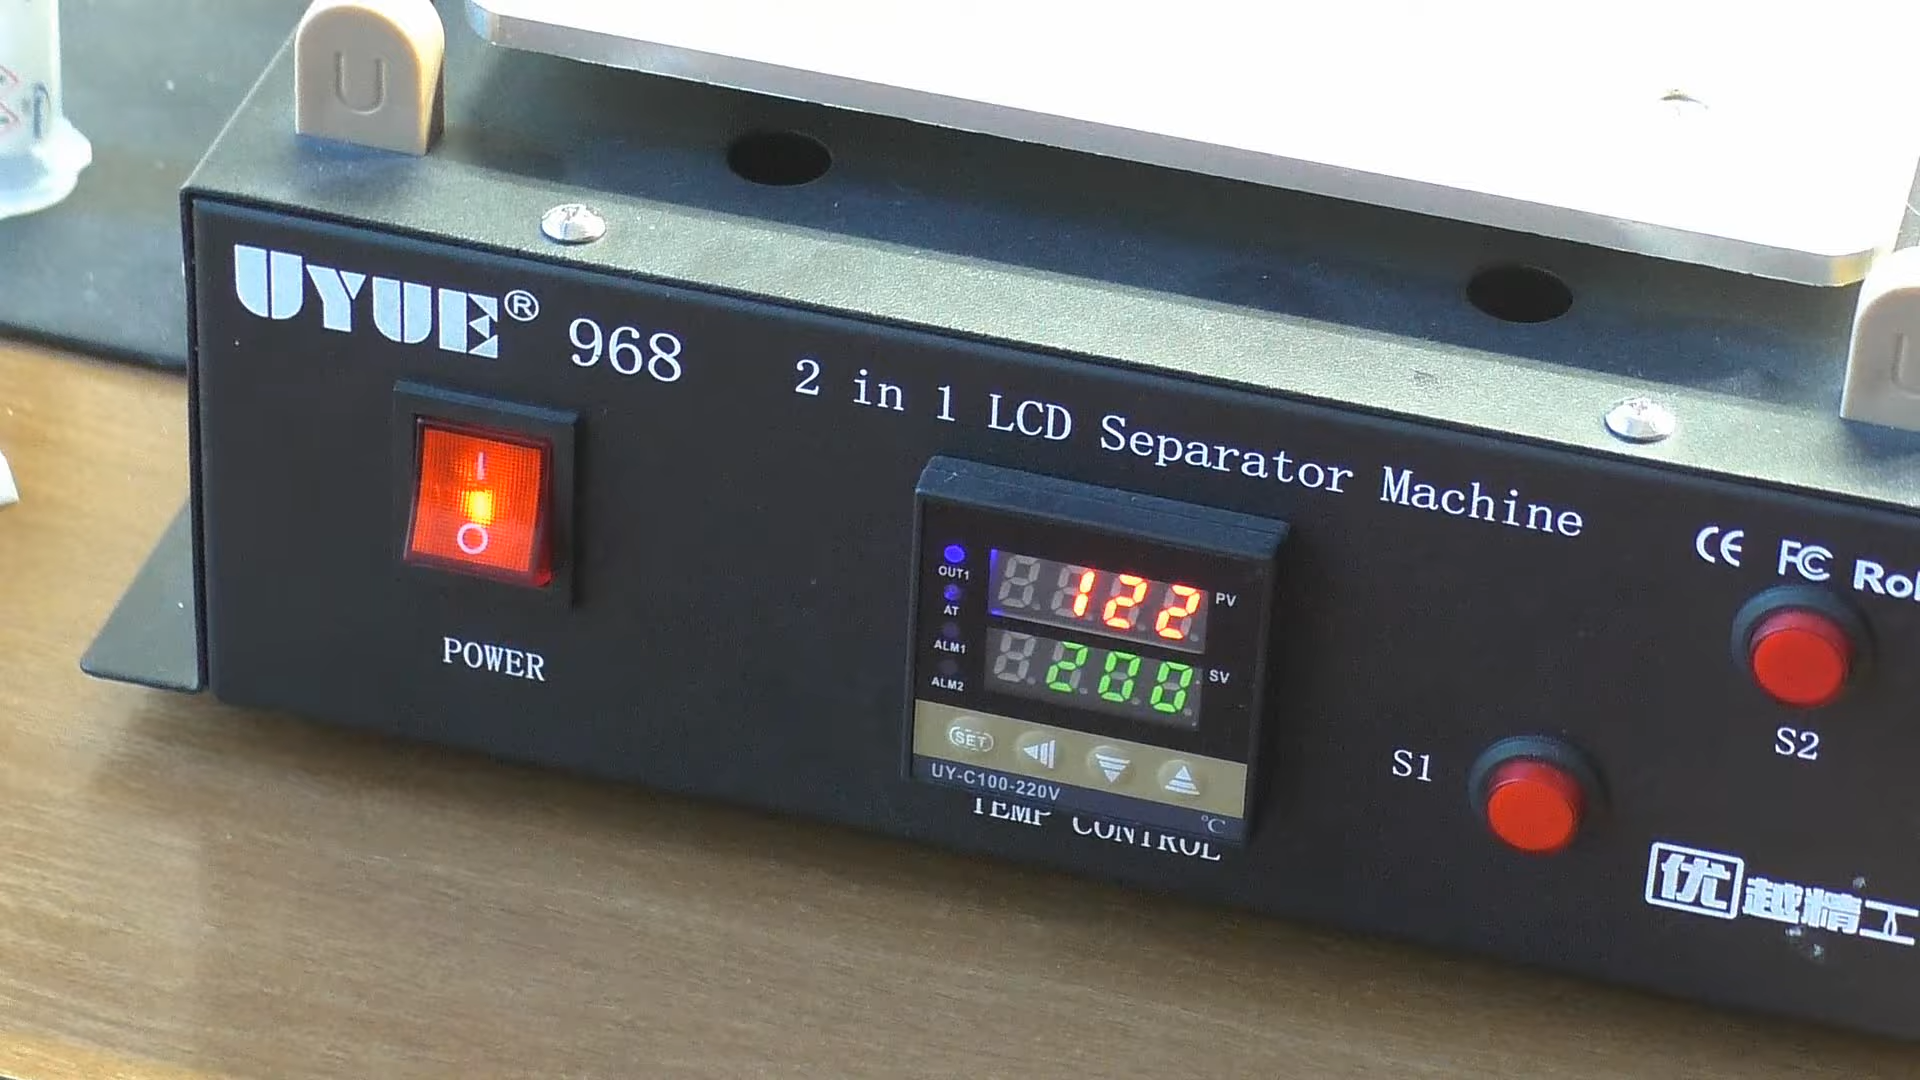 U
UYUE® 968
2 in 1 LCD Separator Machine
CE FC RoH
I
O
POWER
OUT1
AT
ALM1
ALM2
122 PV
200 SV
SET
UY-C100-220V
℃
TEMP CONTROL
S1
S2
优越精工
U